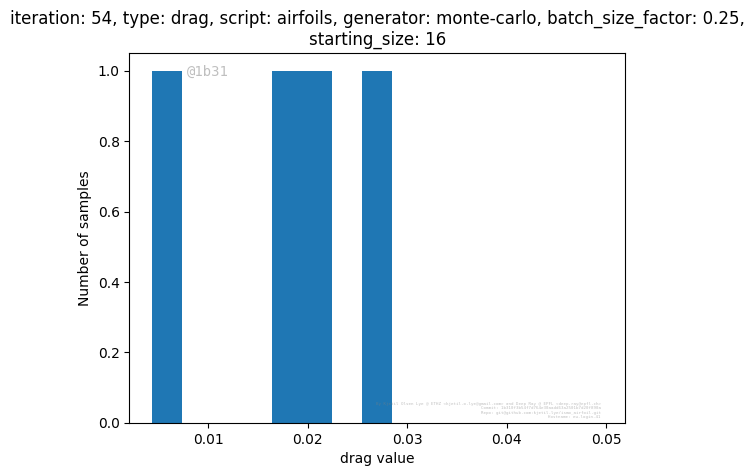 iteration: 54, type: drag, script: airfoils, generator: monte-carlo, batch_size_factor: 0.25,
starting_size: 16
@1b31
1.0
0.8
0.6
0.4
0.2
0.0
Number of samples
0.01
0.02
0.03
0.04
0.05
drag value